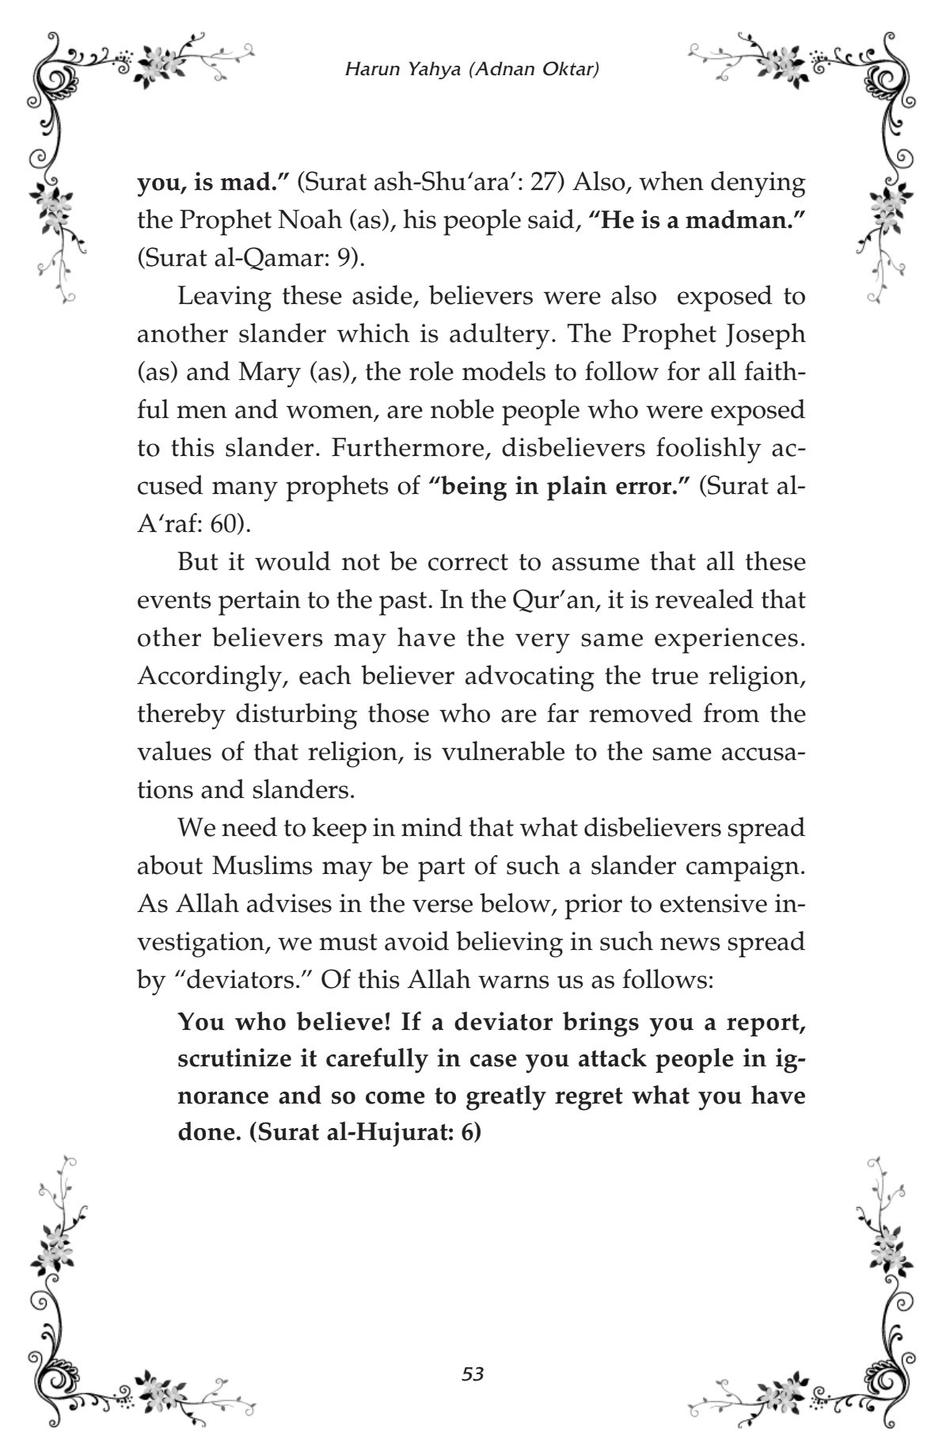 Harun Yahya (Adnan Oktar)
you, is mad.” (Surat ash-Shu‘ara’: 27) Also, when denying
the Prophet Noah (as), his people said, “He is a madman.”
(Surat al-Qamar: 9).
Leaving these aside, believers were also exposed to
another slander which is adultery. The Prophet Joseph
(as) and Mary (as), the role models to follow for all faith-
ful men and women, are noble people who were exposed
to this slander. Furthermore, disbelievers foolishly ac-
cused many prophets of “being in plain error.” (Surat al-
A‘raf: 60).
But it would not be correct to assume that all these
events pertain to the past. In the Qur’an, it is revealed that
other believers may have the very same experiences.
Accordingly, each believer advocating the true religion,
thereby disturbing those who are far removed from the
values of that religion, is vulnerable to the same accusa-
tions and slanders.
We need to keep in mind that what disbelievers spread
about Muslims may be part of such a slander campaign.
As Allah advises in the verse below, prior to extensive in-
vestigation, we must avoid believing in such news spread
by “deviators.” Of this Allah warns us as follows:
You who believe! If a deviator brings you a report,
scrutinize it carefully in case you attack people in ig-
norance and so come to greatly regret what you have
done. (Surat al-Hujurat: 6)
53